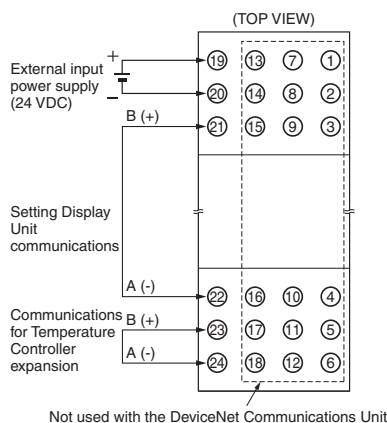 (TOP VIEW)
+
External input
power supply
(24 VDC)
−
19 13 7 1
20 14 8 2
B (+)
21 15 9 3
Setting Display
Unit
communications
A (-)
22 16 10 4
Communications
for Temperature
Controller
expansion
B (+)
23 17 11 5
A (-)
24 18 12 6
Not used with the DeviceNet Communications Unit